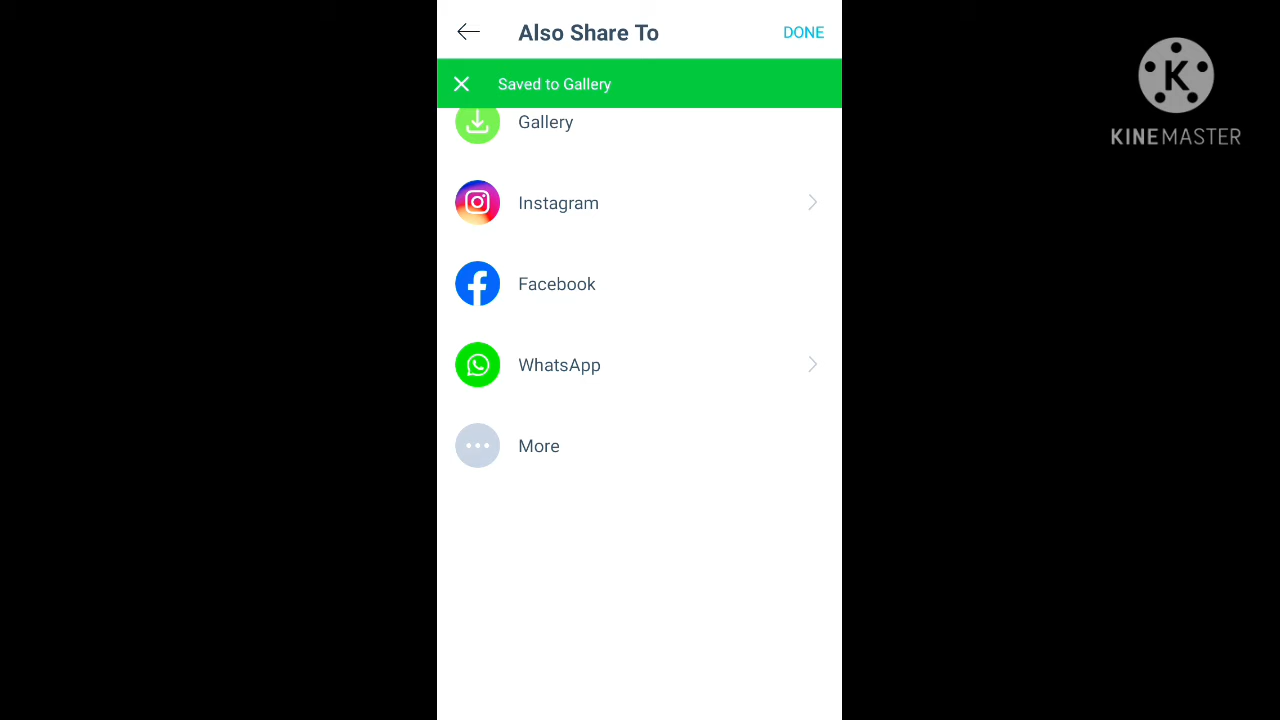 Also Share To
DONE
Saved to Gallery
Gallery
Instagram
Facebook
WhatsApp
More
K
KINEMASTER